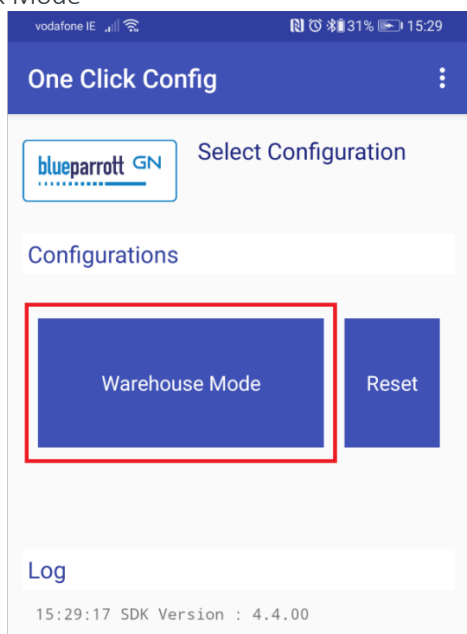 Mode
vodafone IE 31% 15:29
One Click Config
blueparrott GN
Select Configuration
Configurations
Warehouse Mode
Reset
Log
15:29:17 SDK Version : 4.4.00